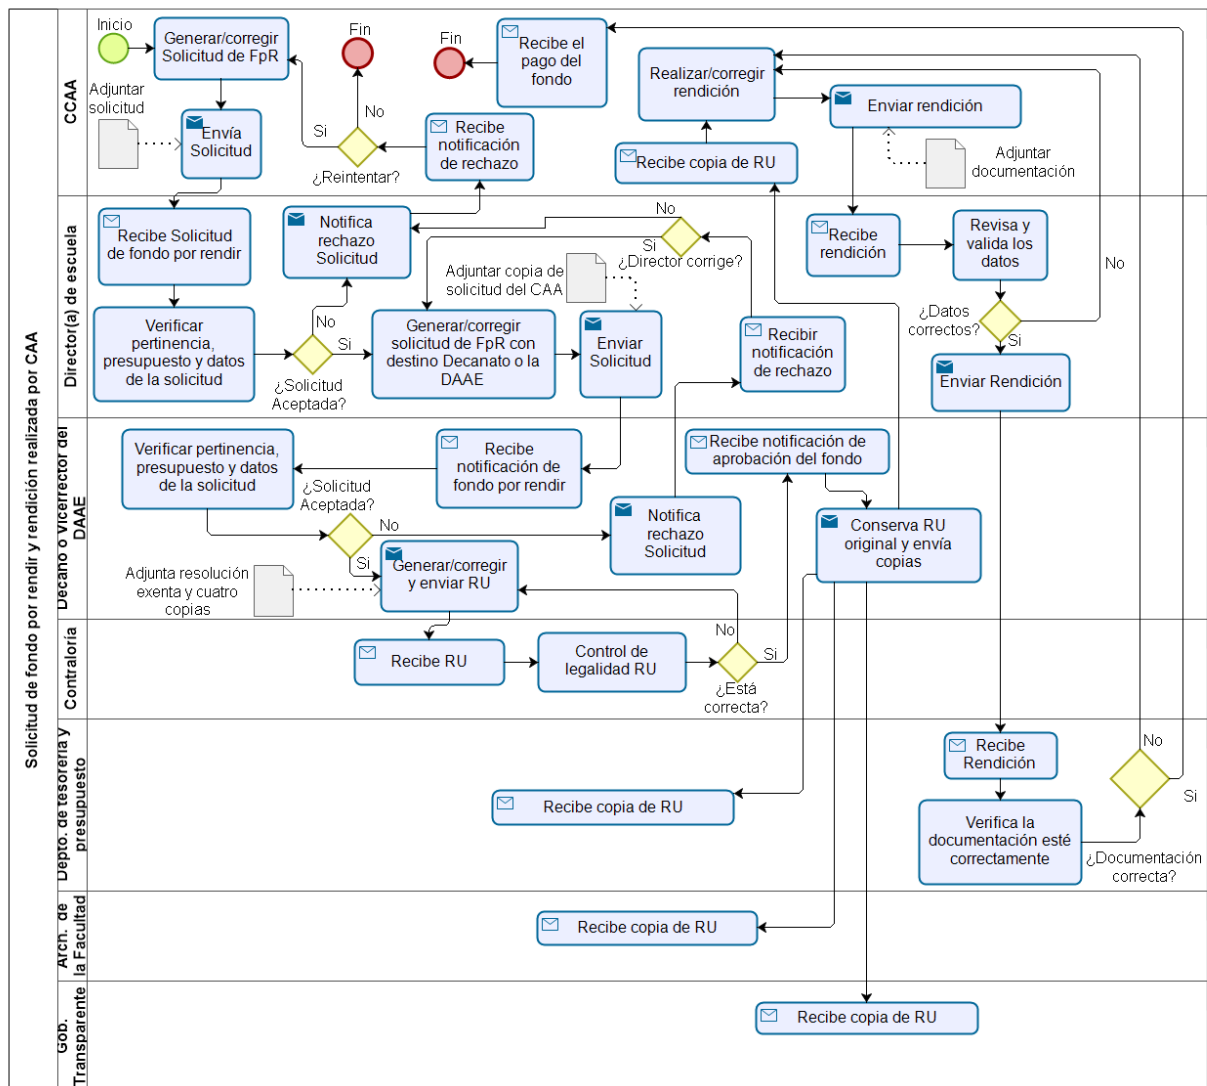 Solicitud de fondo por rendir y rendición realizada por CAA
CCAA
Inicio
Generar/corregir
Solicitud de FpR
Fin
Fin
Recibe el
pago del
fondo
Realizar/corregir
rendición
Enviar rendición
Adjuntar
solicitud
Envía
Solicitud
Si
No
¿Reintentar?
Recibe
notificación
de rechazo
Recibe copia de RU
Adjuntar
documentación
Director(a) de escuela
Recibe Solicitud
de fondo por rendir
Notifica
rechazo
Solicitud
No
Si
¿Director corrige?
Adjuntar copia de
solicitud del CAA
Recibe
rendición
Revisa y
valida los
datos
No
¿Datos
correctos?
Si
Verificar
pertinencia,
presupuesto y datos
de la solicitud
No
Si
¿Solicitud
Aceptada?
Generar/corregir
solicitud de FpR con
destino Decanato o la
DAAE
Enviar
Solicitud
Recibir
notificación
de rechazo
Enviar Rendición
Decano o Vicerrector del
DAAE
Verificar pertinencia,
presupuesto y datos
de la solicitud
¿Solicitud
Aceptada?
Recibe
notificación de
fondo por rendir
Recibe notificación de
aprobación del fondo
No
Si
Notifica
rechazo
Solicitud
Conserva RU
original y envía
copias
Adjunta resolución
exenta y cuatro
copias
Generar/corregir
y enviar RU
Contraloría
Recibe RU
Control de
legalidad RU
No
Si
¿Está
correcta?
Depto. de tesorería y
presupuesto
Recibe copia de RU
Recibe
Rendición
No
Si
Verifica la
documentación esté
correctamente
¿Documentación
correcta?
Arch. de
la Facultad
Recibe copia de RU
Gob.
Transparente
Recibe copia de RU